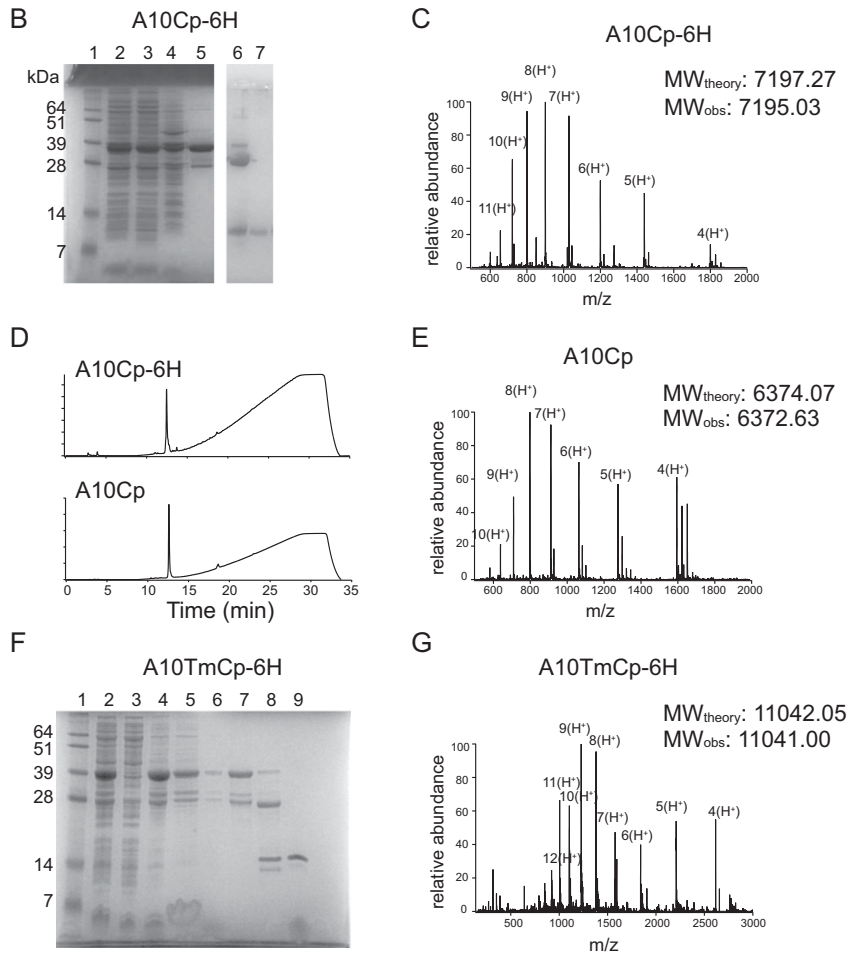 B
A10Cp-6H
1 2 3 4 5 6 7
kDa
64
51
39
28
14
7
C
A10Cp-6H
MWtheory: 7197.27
MWobs: 7195.03
8(H+)
9(H+)
7(H+)
10(H+)
6(H+)
5(H+)
11(H+)
4(H+)
relative abundance
100
80
60
40
20
0
600 800 1000 1200 1400 1600 1800 2000
m/z
D
A10Cp-6H
A10Cp
0 5 10 15 20 25 30 35
Time (min)
E
A10Cp
MWtheory: 6374.07
MWobs: 6372.63
8(H+)
7(H+)
6(H+)
9(H+)
5(H+)
4(H+)
10(H+)
relative abundance
100
80
60
40
20
0
600 800 1000 1200 1400 1600 1800 2000
m/z
F
A10TmCp-6H
1 2 3 4 5 6 7 8 9
64
51
39
28
14
7
G
A10TmCp-6H
MWtheory: 11042.05
MWobs: 11041.00
9(H+)
8(H+)
11(H+)
10(H+)
7(H+)
6(H+)
5(H+)
4(H+)
12(H+)
relative abundance
100
80
60
40
20
0
500 1000 1500 2000 2500 3000
m/z